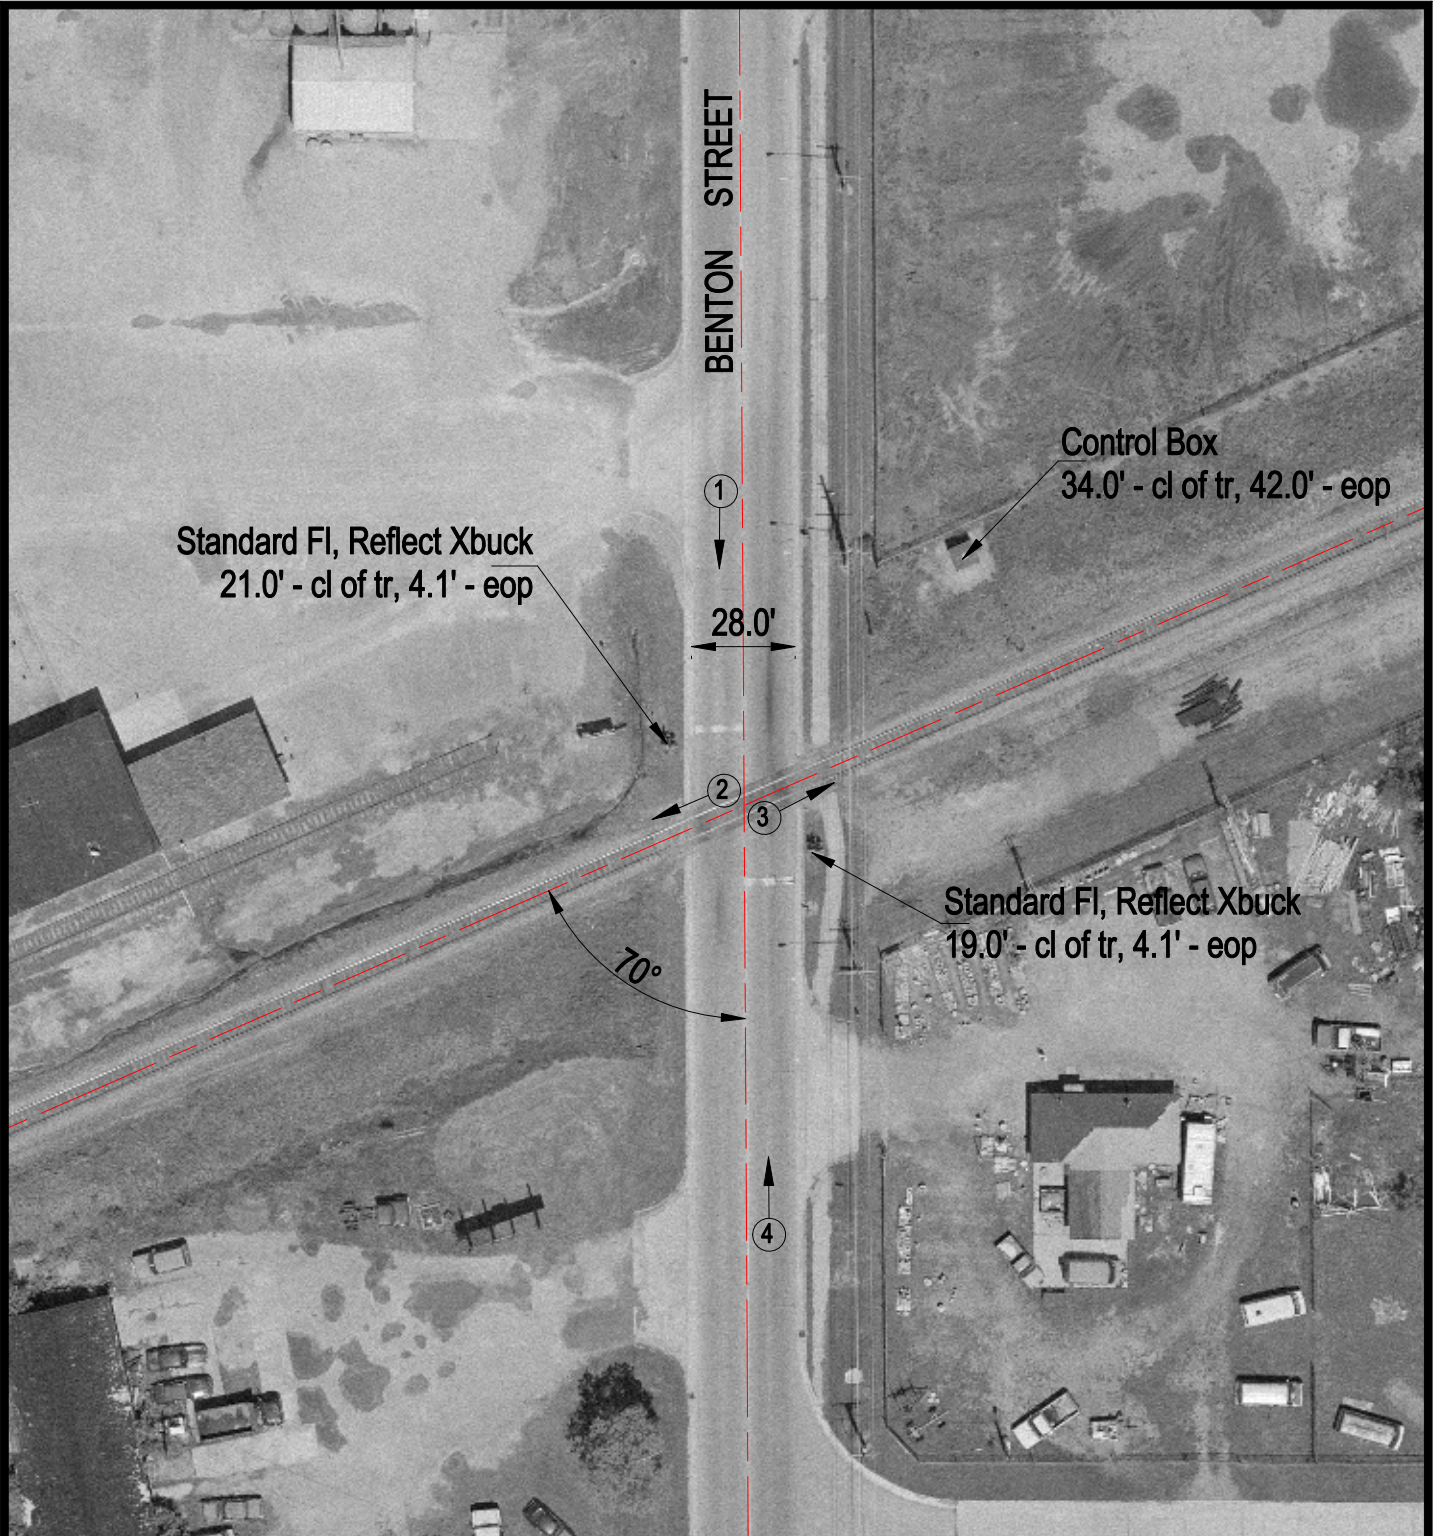 BENTON STREET
Control Box
34.0' - cl of tr, 42.0' - eop
1
Standard Fl, Reflect Xbuck
21.0' - cl of tr, 4.1' - eop
28.0'
2
3
Standard Fl, Reflect Xbuck
19.0' - cl of tr, 4.1' - eop
70°
4